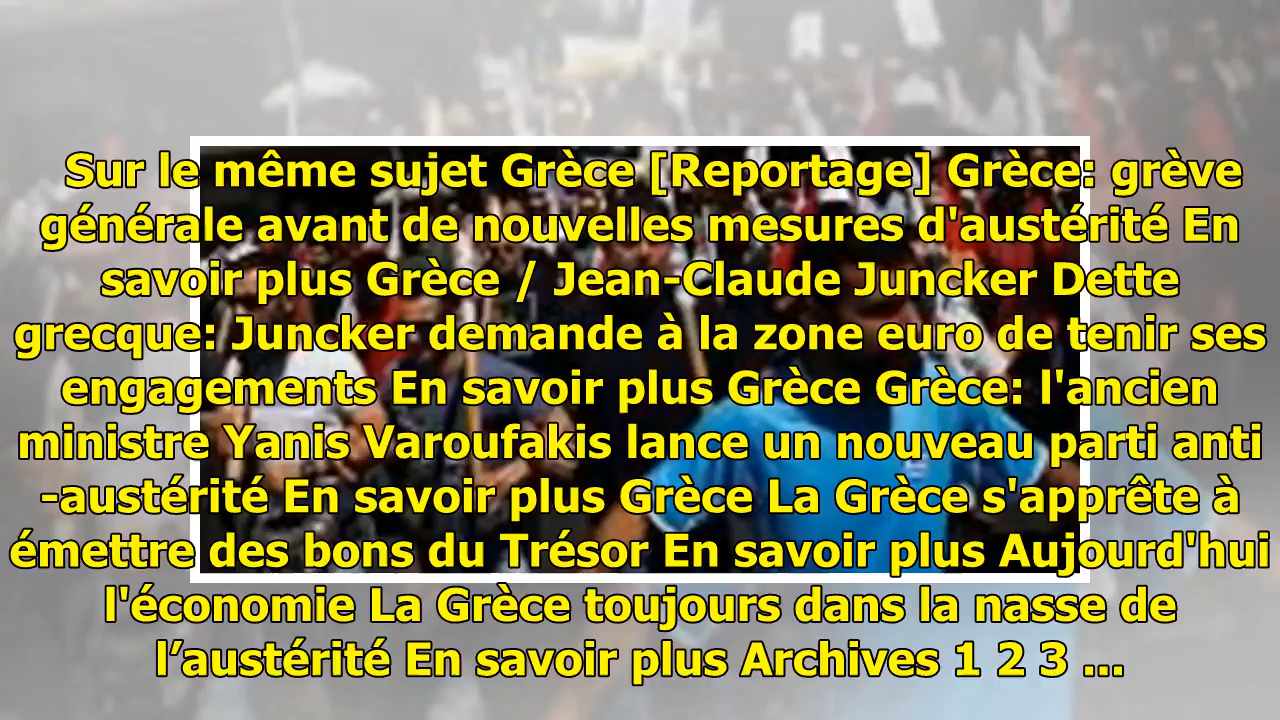 Sur le même sujet Grèce [Reportage] Grèce: grève
générale avant de nouvelles mesures d'austérité En
savoir plus Grèce / Jean-Claude Juncker Dette
grecque: Juncker demande à la zone euro de tenir ses
engagements En savoir plus Grèce Grèce: l'ancien
ministre Yanis Varoufakis lance un nouveau parti anti
-austérité En savoir plus Grèce La Grèce s'apprête à
émettre des bons du Trésor En savoir plus Aujourd'hui
l'économie La Grèce toujours dans la nasse de
l’austérité En savoir plus Archives 1 2 3 ...